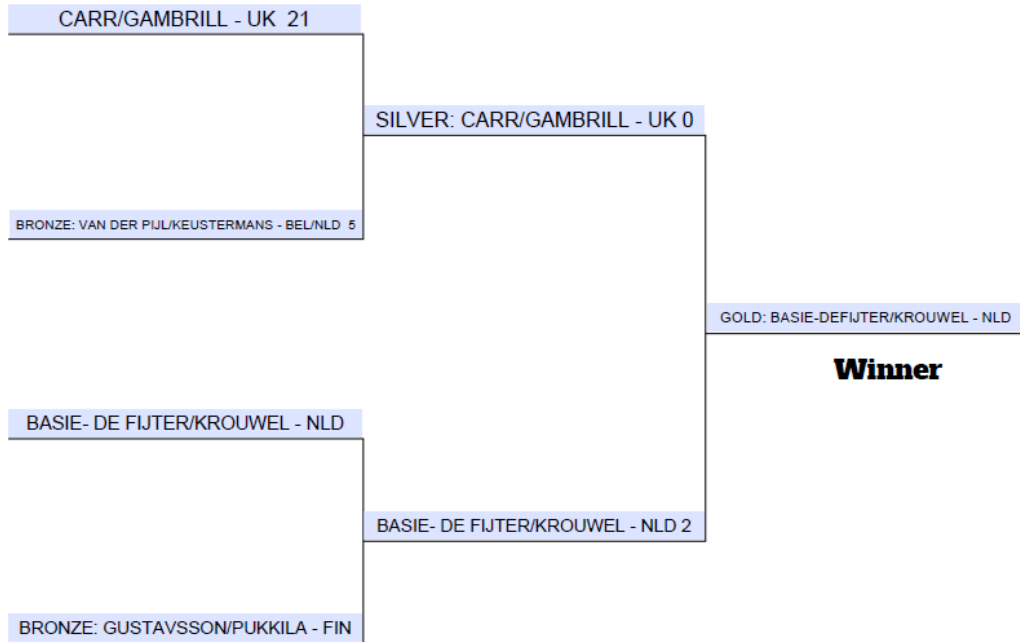 CARR/GAMBRILL - UK 21
SILVER: CARR/GAMBRILL - UK 0
BRONZE: VAN DER PIJL/KEUSTERMANS - BEL/NLD 5
GOLD: BASIE-DEFIJTER/KROUWEL - NLD
Winner
BASIE- DE FIJTER/KROUWEL - NLD
BASIE- DE FIJTER/KROUWEL - NLD 2
BRONZE: GUSTAVSSON/PUKKILA - FIN